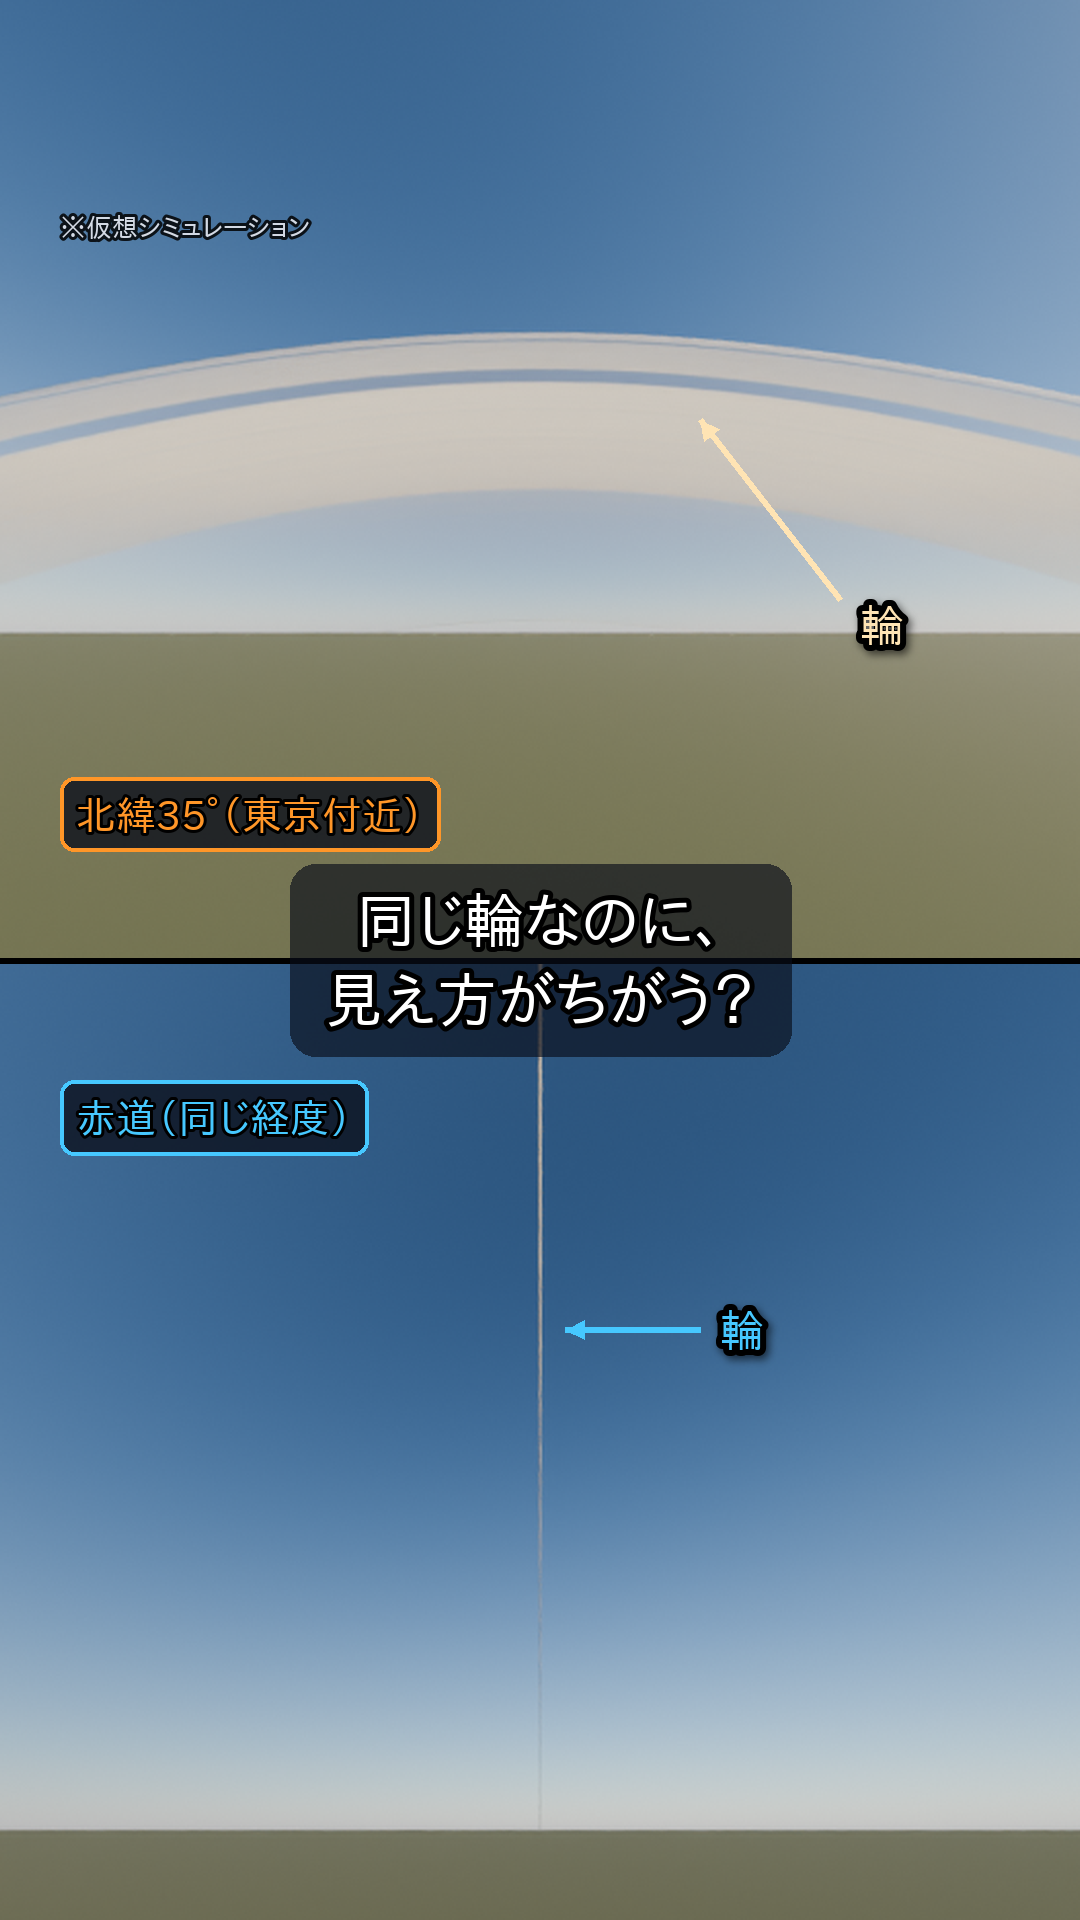 ※仮想シミュレーション
輪
北緯35°（東京付近）
同じ輪なのに、
見え方がちがう？
赤道（同じ経度）
輪